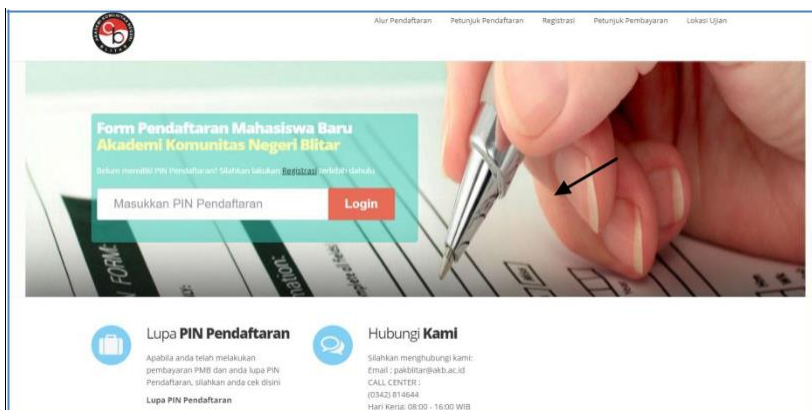 Alur Pendaftaran Petunjuk Pendaftaran Registrasi Petunjuk Pembayaran Lokasi Ujian
Form Pendaftaran Mahasiswa Baru
Akademi Komunitas Negeri Blitar
Belum memiliki PIN Pendaftaran? Silahkan lakukan Registrasi terlebih dahulu
Masukkan PIN Pendaftaran Login
FORM:
Lupa PIN Pendaftaran
Apabila anda telah melakukan
pembayaran PMB dan anda lupa PIN
Pendaftaran, silahkan anda cek disini
Lupa PIN Pendaftaran
Hubungi Kami
Silahkan menghubungi kami:
Email : pakblitar@akb.ac.id
CALL CENTER :
(0342) 814644
Hari Kerja: 08:00 - 16:00 WIB